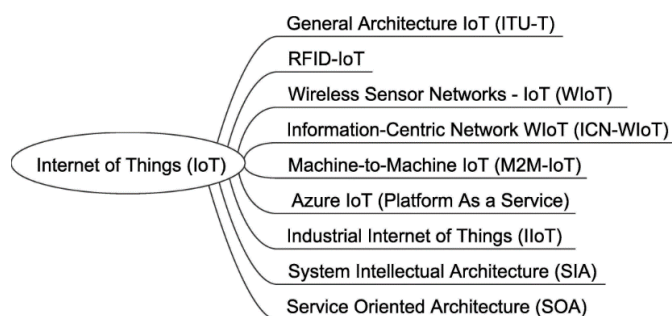 General Architecture IoT (ITU-T)
RFID-IoT
Wireless Sensor Networks - IoT (WIoT)
Information-Centric Network WIoT (ICN-WIoT)
Internet of Things (IoT)
Machine-to-Machine IoT (M2M-IoT)
Azure IoT (Platform As a Service)
Industrial Internet of Things (IIoT)
System Intellectual Architecture (SIA)
Service Oriented Architecture (SOA)